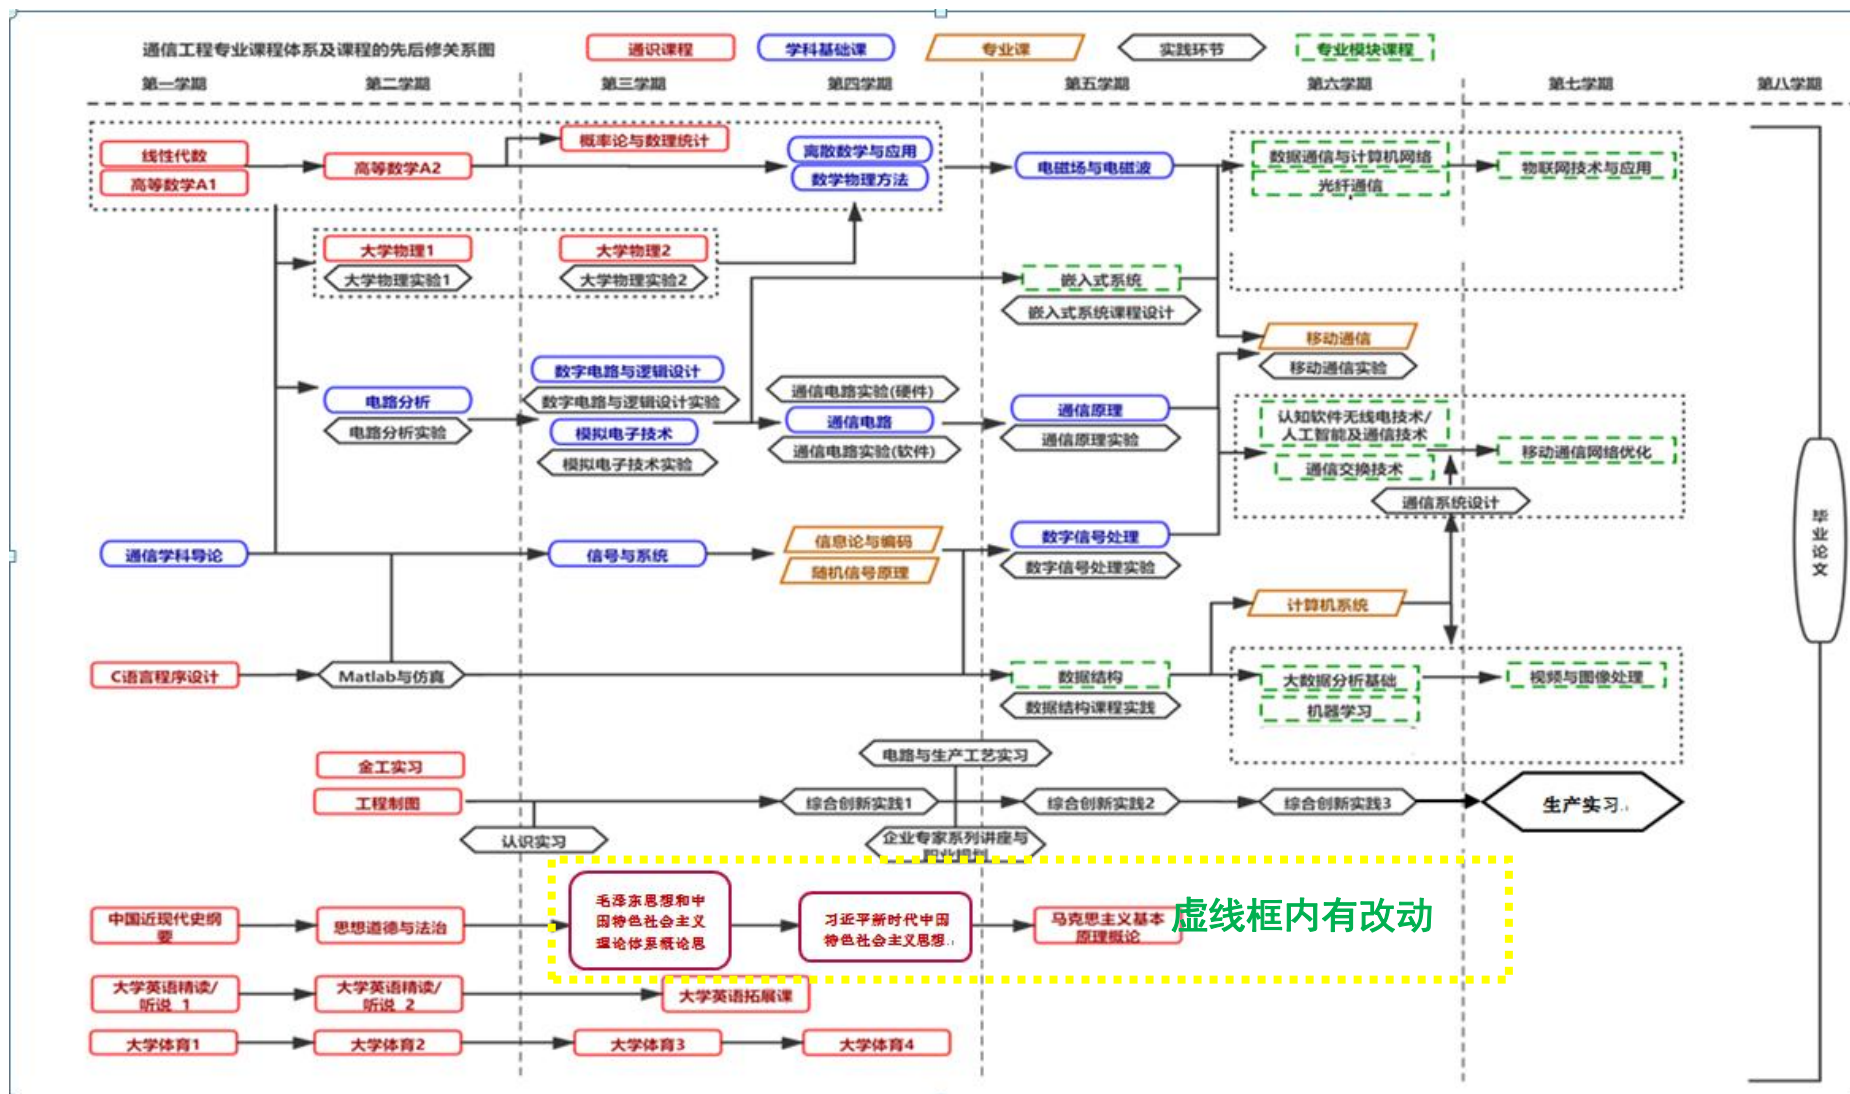 通信工程专业课程体系及课程的先后修关系图
通识课程
学科基础课
专业课
实践环节
专业模块课程
第一学期
第二学期
第三学期
第四学期
第五学期
第六学期
第七学期
第八学期
线性代数
高等数学A1
高等数学A2
概率论与数理统计
离散数学与应用
数学物理方法
电磁场与电磁波
数据通信与计算机网络
光纤通信
物联网技术与应用
大学物理1
大学物理实验1
大学物理2
大学物理实验2
嵌入式系统
嵌入式系统课程设计
移动通信
移动通信实验
电路分析
电路分析实验
数字电路与逻辑设计
数字电路与逻辑设计实验
模拟电子技术
模拟电子技术实验
通信电路实验(硬件)
通信电路
通信电路实验(软件)
通信原理
通信原理实验
认知软件无线电技术/
人工智能及通信技术
通信交换技术
移动通信网络优化
通信系统设计
通信学科导论
信号与系统
信息论与编码
随机信号原理
数字信号处理
数字信号处理实验
计算机系统
C语言程序设计
Matlab与仿真
数据结构
数据结构课程实践
大数据分析基础
机器学习
视频与图像处理
毕
业
论
文
金工实习
工程制图
认识实习
电路与生产工艺实习
综合创新实践1
企业专家系列讲座与
职业规划
综合创新实践2
综合创新实践3
生产实习
中国近现代史纲
要
思想道德与法治
毛泽东思想和中
国特色社会主义
理论体系概论思
习近平新时代中国
特色社会主义思想
马克思主义基本
原理概论
虚线框内有改动
大学英语精读/
听说_1
大学英语精读/
听说_2
大学英语拓展课
大学体育1
大学体育2
大学体育3
大学体育4